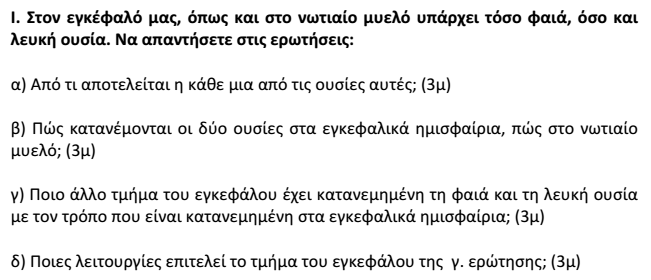 Ι. Στον εγκέφαλό μας, όπως και στο νωτιαίο μυελό υπάρχει τόσο φαιά, όσο και
λευκή ουσία. Να απαντήσετε στις ερωτήσεις:
α) Από τι αποτελείται η κάθε μια από τις ουσίες αυτές; (3μ)
β) Πώς κατανέμονται οι δύο ουσίες στα εγκεφαλικά ημισφαίρια, πώς στο νωτιαίο
μυελό; (3μ)
γ) Ποιο άλλο τμήμα του εγκεφάλου έχει κατανεμημένη τη φαιά και τη λευκή ουσία
με τον τρόπο που είναι κατανεμημένη στα εγκεφαλικά ημισφαίρια; (3μ)
δ) Ποιες λειτουργίες επιτελεί το τμήμα του εγκεφάλου της γ. ερώτησης; (3μ)